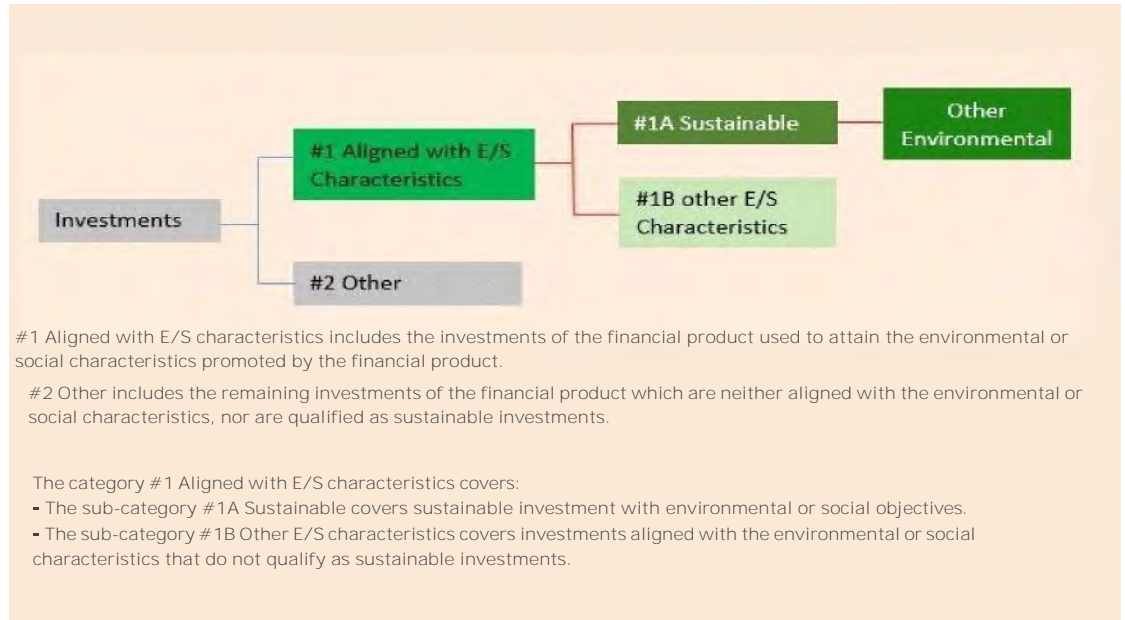 Other
Environmental
#1A Sustainable
#1 Aligned with E/S
Characteristics
#1B other E/S
Characteristics
Investments
#2 Other
#1 Aligned with E/S characteristics includes the investments of the financial product used to attain the environmental or
social characteristics promoted by the financial product.
#2 Other includes the remaining investments of the financial product which are neither aligned with the environmental or
social characteristics, nor are qualified as sustainable investments.
The category #1 Aligned with E/S characteristics covers:
- The sub-category #1A Sustainable covers sustainable investment with environmental or social objectives.
- The sub-category #1B Other E/S characteristics covers investments aligned with the environmental or social
characteristics that do not qualify as sustainable investments.